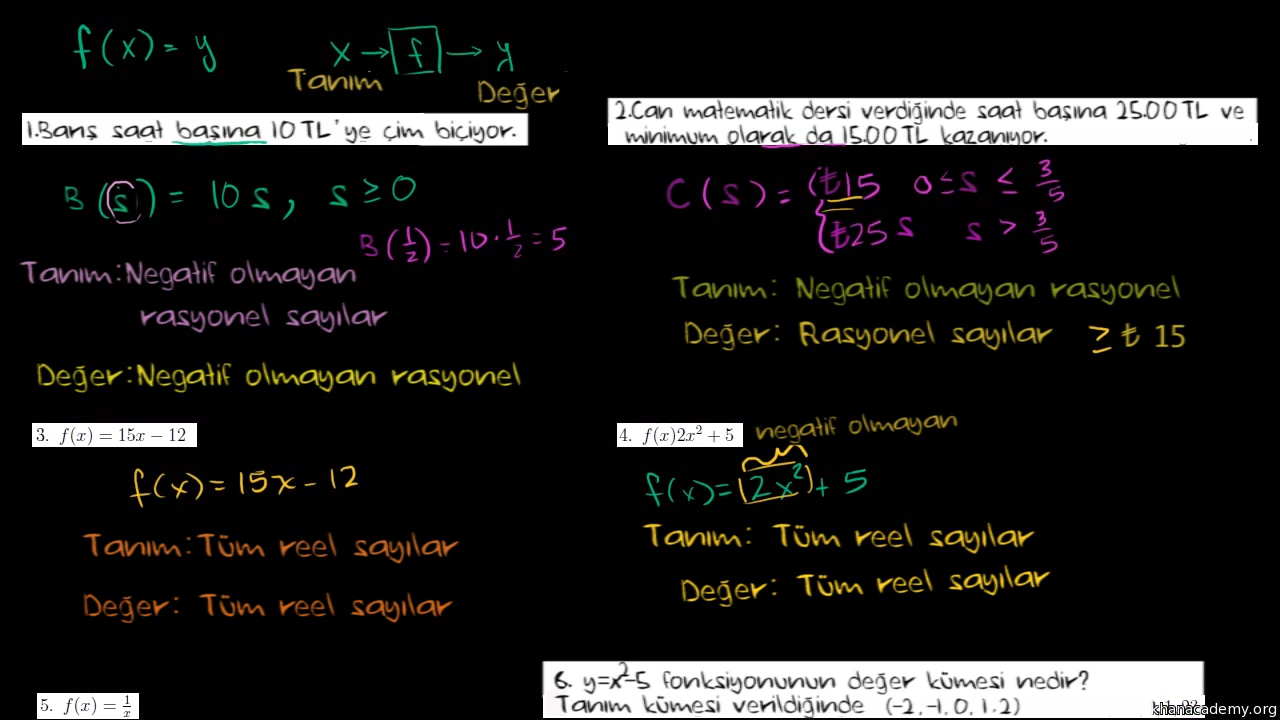 f(x) = y
x → f → y
Tanım
Değer
1.Barış saat başına 10 TL'ye çim biçiyor.
B(s) = 10s, s ≥ 0
B(1/2) = 10 · 1/2 = 5
Tanım:Negatif olmayan
rasyonel sayılar
Değer:Negatif olmayan rasyonel
2.Can matematik dersi verdiğinde saat başına 25.00 TL ve
minimum olarak da 15.00 TL kazanıyor.
C(s) = ₺15 0 ≤ s ≤ 3/5
₺25 s s > 3/5
Tanım: Negatif olmayan rasyonel
Değer: Rasyonel sayılar ≥ ₺ 15
3. f(x) = 15x − 12
f(x) = 15x − 12
Tanım:Tüm reel sayılar
Değer: Tüm reel sayılar
4. f(x)2x² + 5
negatif olmayan
f(x) = (2x²) + 5
Tanım: Tüm reel sayılar
Değer: Tüm reel sayılar
5. f(x) = 1/x
6. y=x²-5 fonksiyonunun değer kümesi nedir?
Tanım kümesi verildiğinde (-2,-1,0,1,2)
khanacademy.org